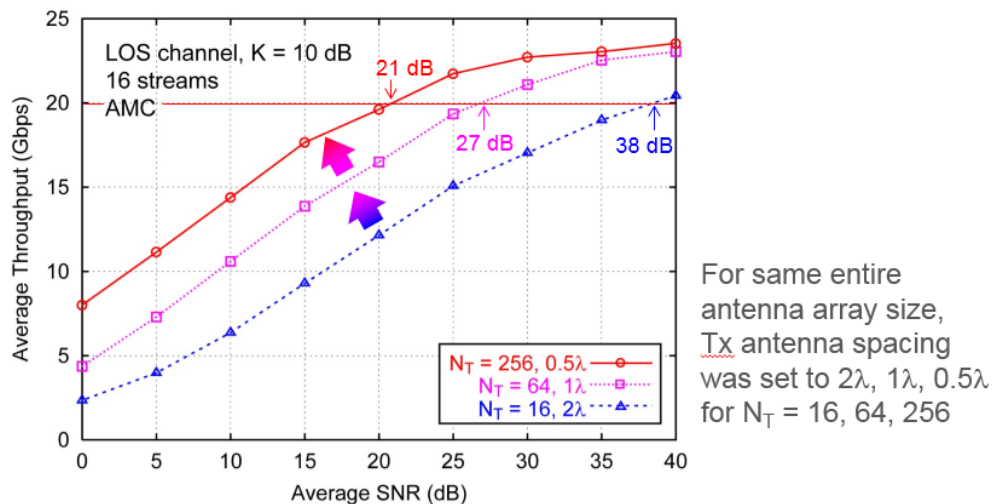 25
20
15
10
5
0
Average Throughput (Gbps)
LOS channel, K = 10 dB
16 streams
AMC
21 dB
27 dB
38 dB
N_T = 256, 0.5λ
N_T = 64, 1λ
N_T = 16, 2λ
0 5 10 15 20 25 30 35 40
Average SNR (dB)
For same entire
antenna array size,
Tx antenna spacing
was set to 2λ, 1λ, 0.5λ
for N_T = 16, 64, 256